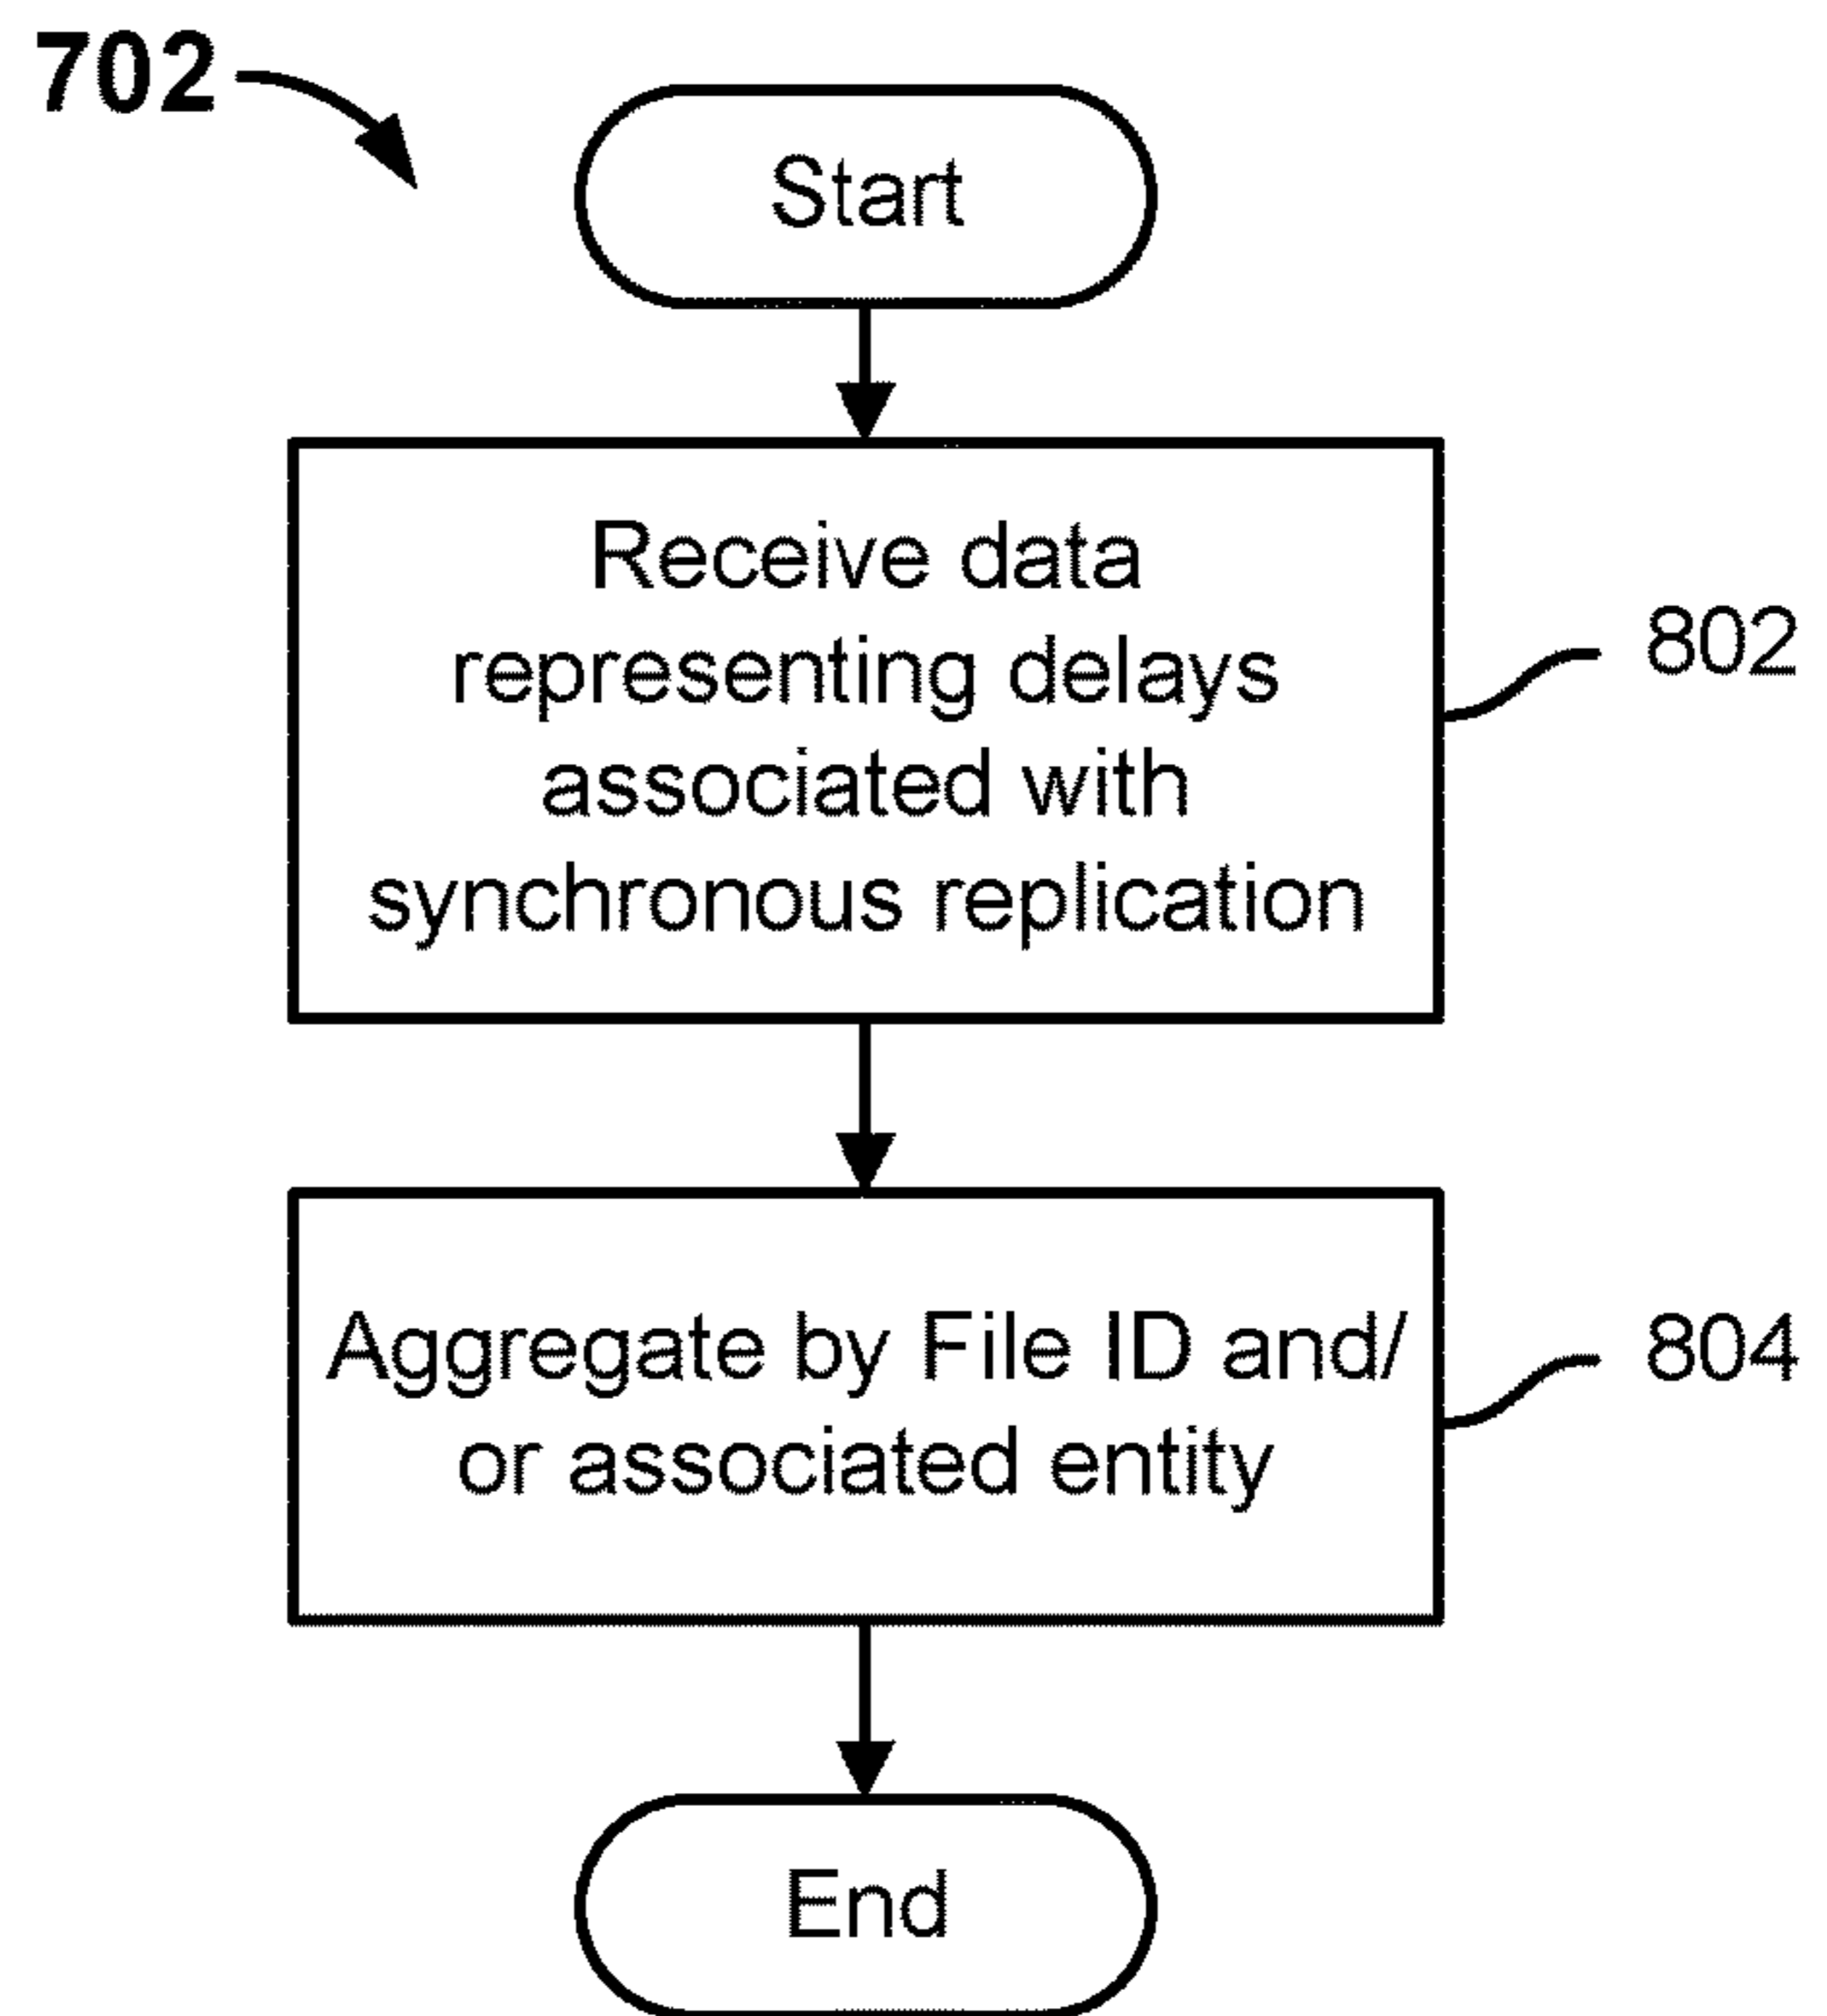 702
Start
Receive data
representing delays
associated with
synchronous replication
802
Aggregate by File ID and/
or associated entity
804
End